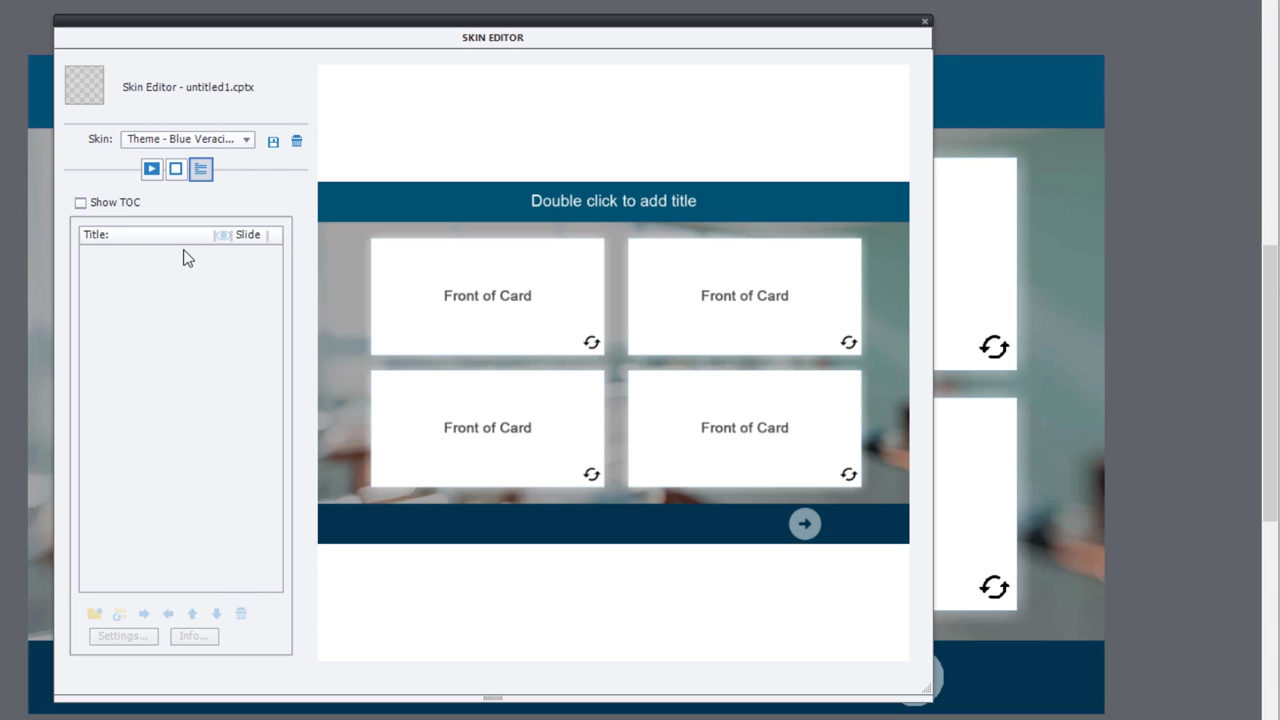 SKIN EDITOR
Skin Editor - untitled1.cptx
Skin: Theme - Blue Veraci...
Show TOC
Title: Slide
Double click to add title
Front of Card Front of Card
Front of Card Front of Card
Settings... Info...